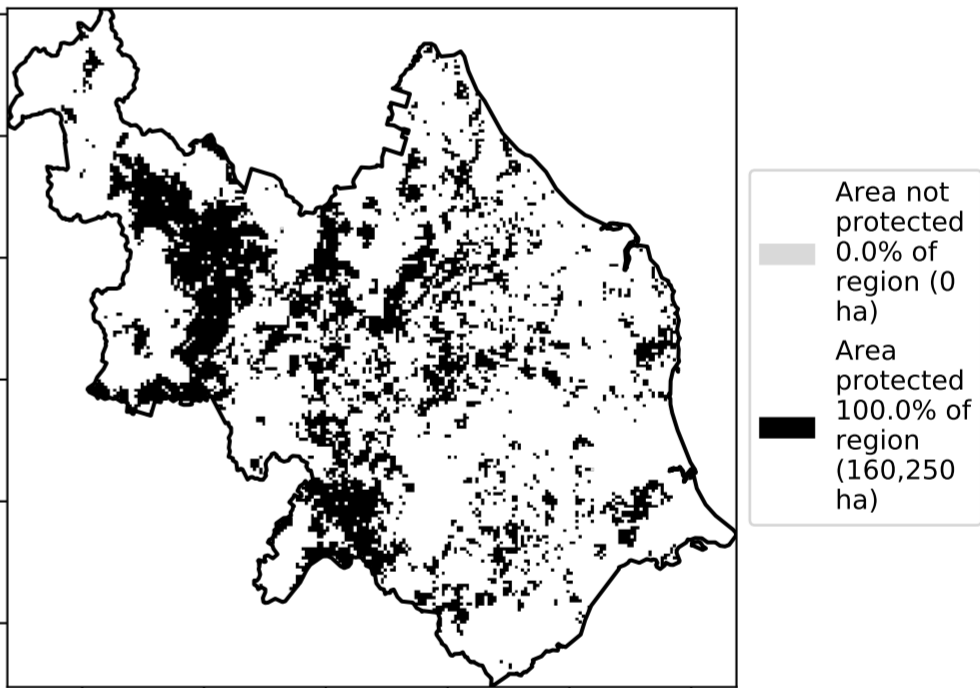 Area not
protected
0.0% of
region (0
ha)
Area
protected
100.0% of
region
(160,250
ha)